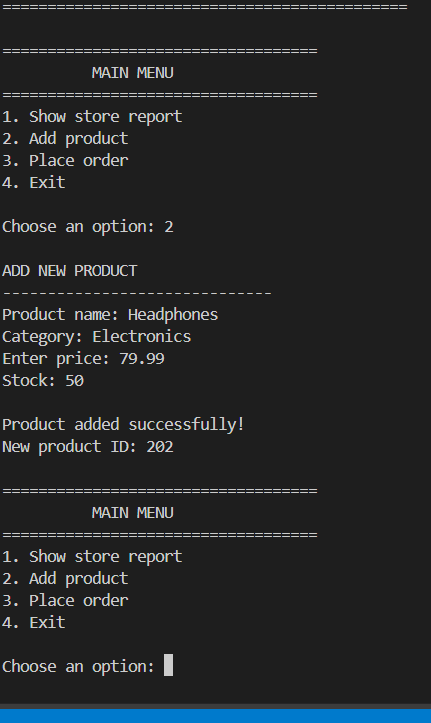 =============================================
===================================
MAIN MENU
===================================
1. Show store report
2. Add product
3. Place order
4. Exit
Choose an option: 2
ADD NEW PRODUCT
------------------------------
Product name: Headphones
Category: Electronics
Enter price: 79.99
Stock: 50
Product added successfully!
New product ID: 202
===================================
MAIN MENU
===================================
1. Show store report
2. Add product
3. Place order
4. Exit
Choose an option: